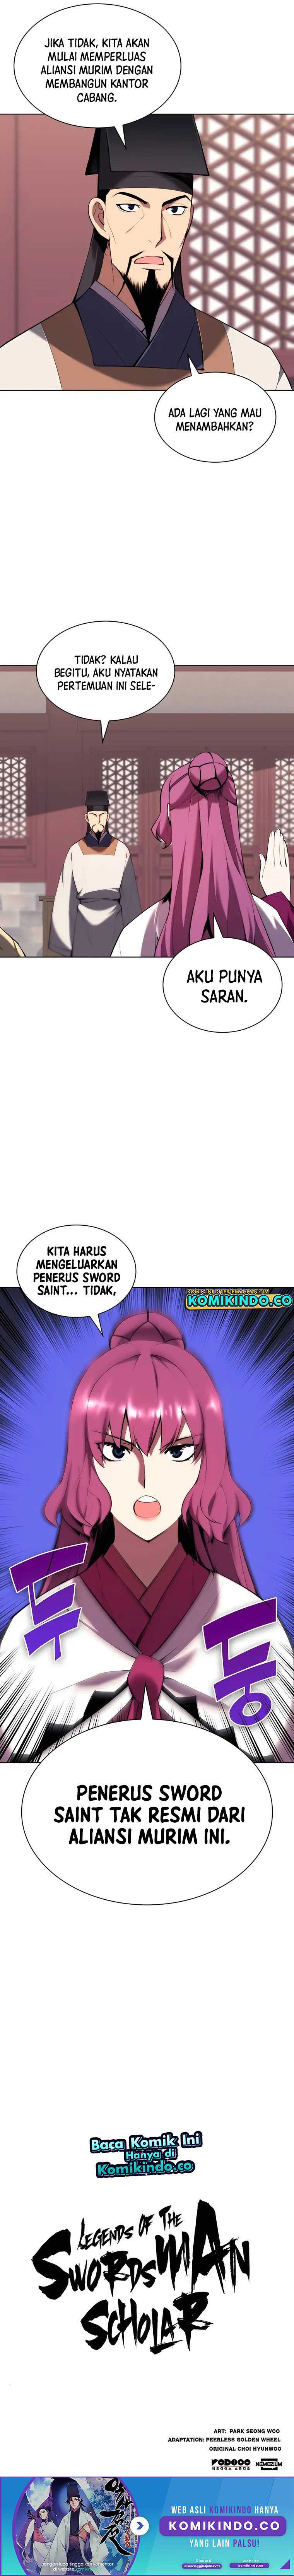 JIKA TIDAK, KITA AKAN
MULAI MEMPERLUAS
ALIANSI MURIM DENGAN
MEMBANGUN KANTOR
CABANG.
ADA LAGI YANG MAU
MENAMBAHKAN?
TIDAK? KALAU
BEGITU, AKU NYATAKAN
PERTEMUAN INI SELE-
AKU PUNYA
SARAN.
KITA HARUS
MENGELUARKAN
PENERUS SWORD
SAINT... TIDAK,
KOMIKINDO.CO
두
둥
PENERUS SWORD
SAINT TAK RESMI DARI
ALIANSI MURIM INI.
Baca Komik Ini
Hanya di
Komikindo.co
LEGENDS OF THE
SWORDSMAN
SCHOLAR
ART: PARK SEONG WOO
ADAPTATION: PEERLESS GOLDEN WHEEL
ORIGINAL CHOI HYUNWOO
WEB ASLI KOMIKINDO HANYA
KOMIKINDO.CO
YANG LAIN PALSU!